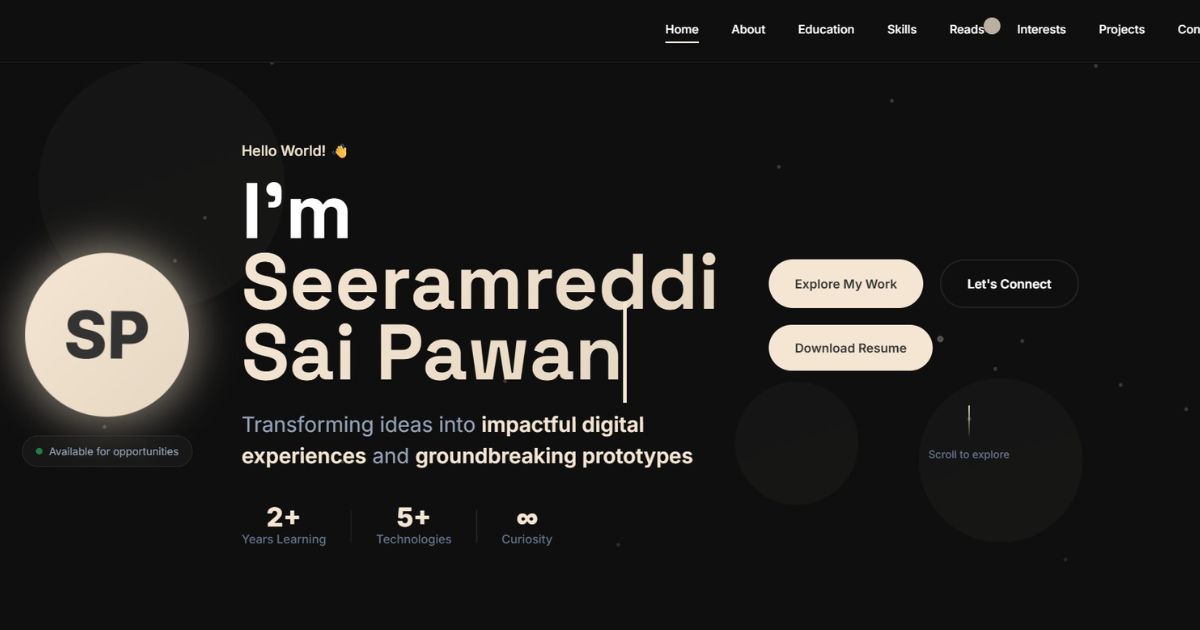 Home About Education Skills Reads Interests Projects Con
Hello World! 👋
I'm
Seeramreddi
Sai Pawan
SP
Transforming ideas into impactful digital
experiences and groundbreaking prototypes
Available for opportunities
2+ 5+ ∞
Years Learning Technologies Curiosity
Explore My Work Let's Connect
Download Resume
Scroll to explore